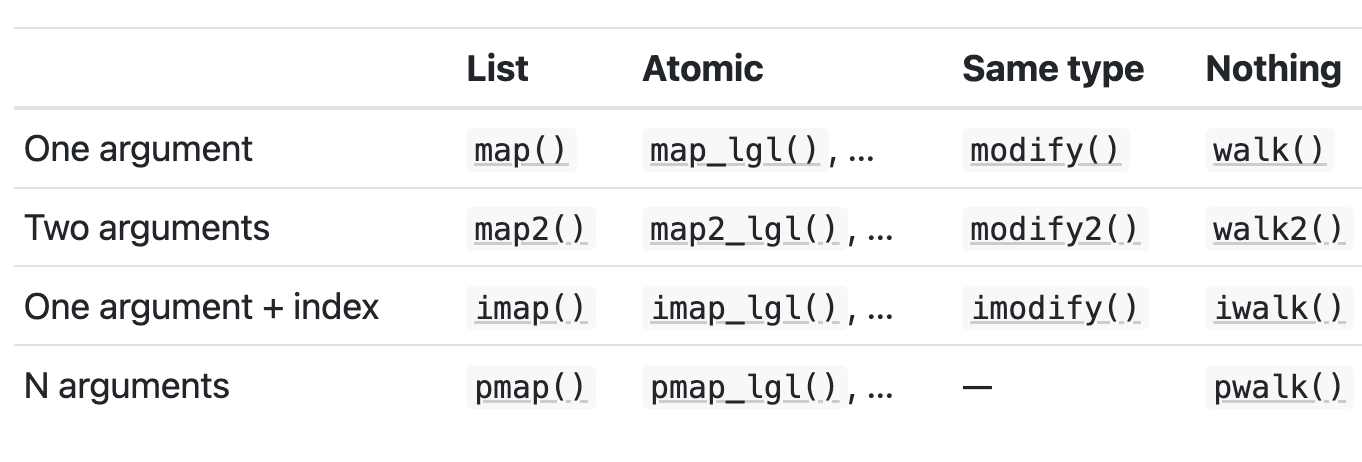 List Atomic Same type Nothing
One argument map() map_lgl(), … modify() walk()
Two arguments map2() map2_lgl(), … modify2() walk2()
One argument + index imap() imap_lgl(), … imodify() iwalk()
N arguments pmap() pmap_lgl(), … — pwalk()